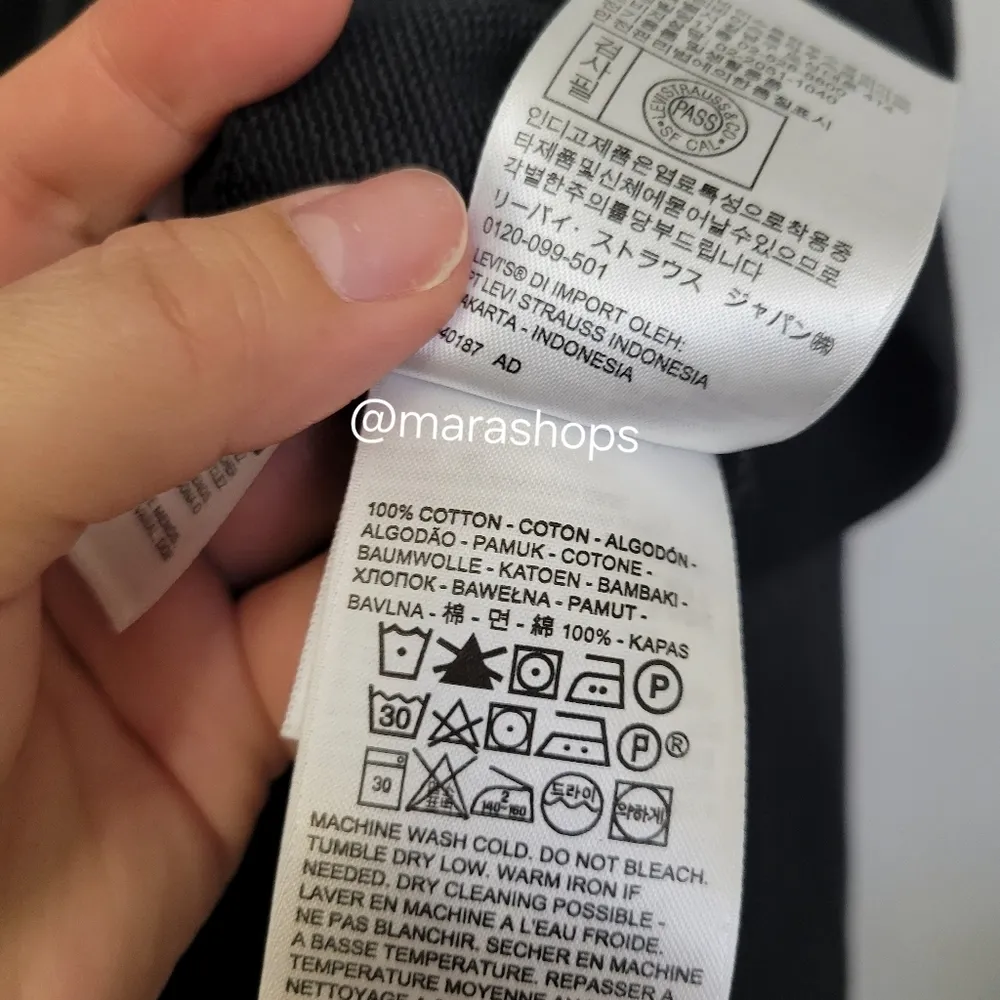 검사필
LEVI STRAUSS & CO
PASS
SF CAL.
인디고제품은염료특성으로착용중
타제품및신체에묻어날수있으므로
각별한주의를당부드립니다
リーバイ・ストラウス ジャパン㈱
0120-099-501
LEVI'S® DI IMPORT OLEH:
PT LEVI STRAUSS INDONESIA
JAKARTA - INDONESIA
40187 AD
@marashops
100% COTTON - COTON - ALGODÓN -
ALGODÃO - PAMUK - COTONE -
BAUMWOLLE - KATOEN - BAMBAKI -
ХЛОПОК - BAWEŁNA - PAMUT -
BAVLNA - 棉 - 면 - 綿 100% - KAPAS
P
30 P ®
30 2 140-160 드라이 약하게
MACHINE WASH COLD. DO NOT BLEACH.
TUMBLE DRY LOW. WARM IRON IF
NEEDED. DRY CLEANING POSSIBLE -
LAVER EN MACHINE A L'EAU FROIDE.
NE PAS BLANCHIR. SECHER EN MACHINE
A BASSE TEMPERATURE. REPASSER A
TEMPERATURE MOYENNE
NETTOYAGE A